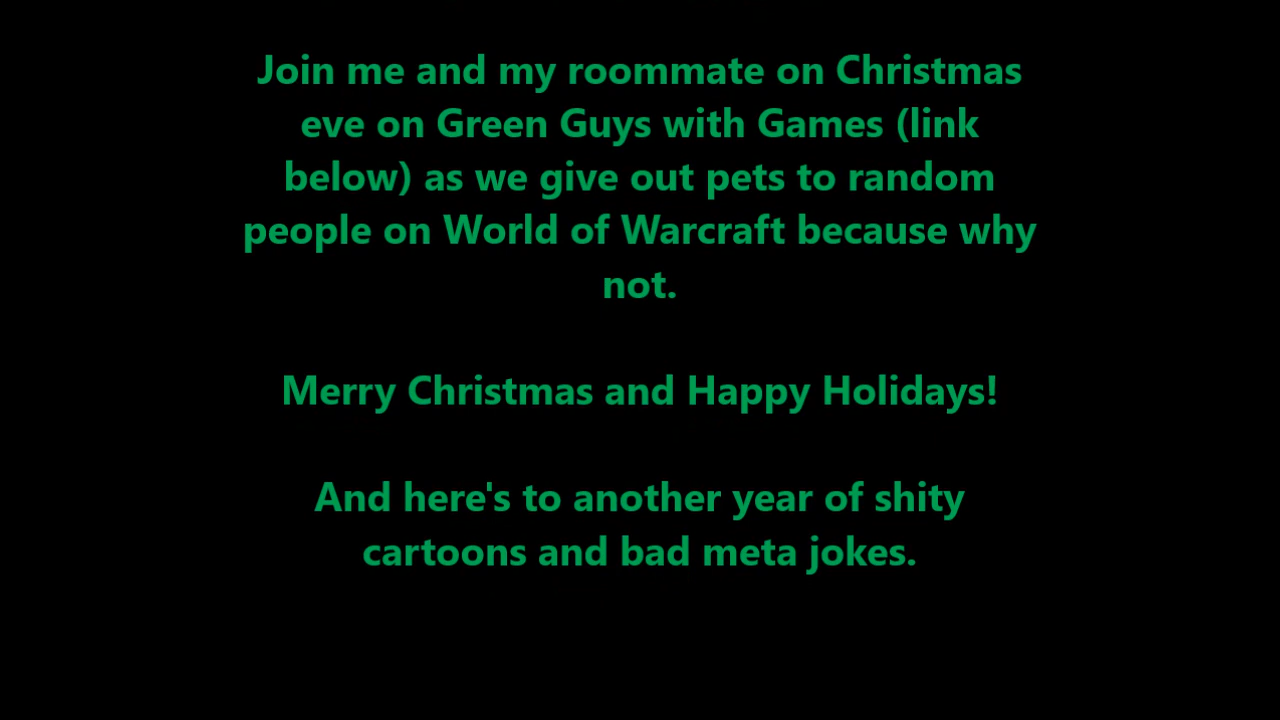 Join me and my roommate on Christmas
eve on Green Guys with Games (link
below) as we give out pets to random
people on World of Warcraft because why
not.
Merry Christmas and Happy Holidays!
And here's to another year of shity
cartoons and bad meta jokes.